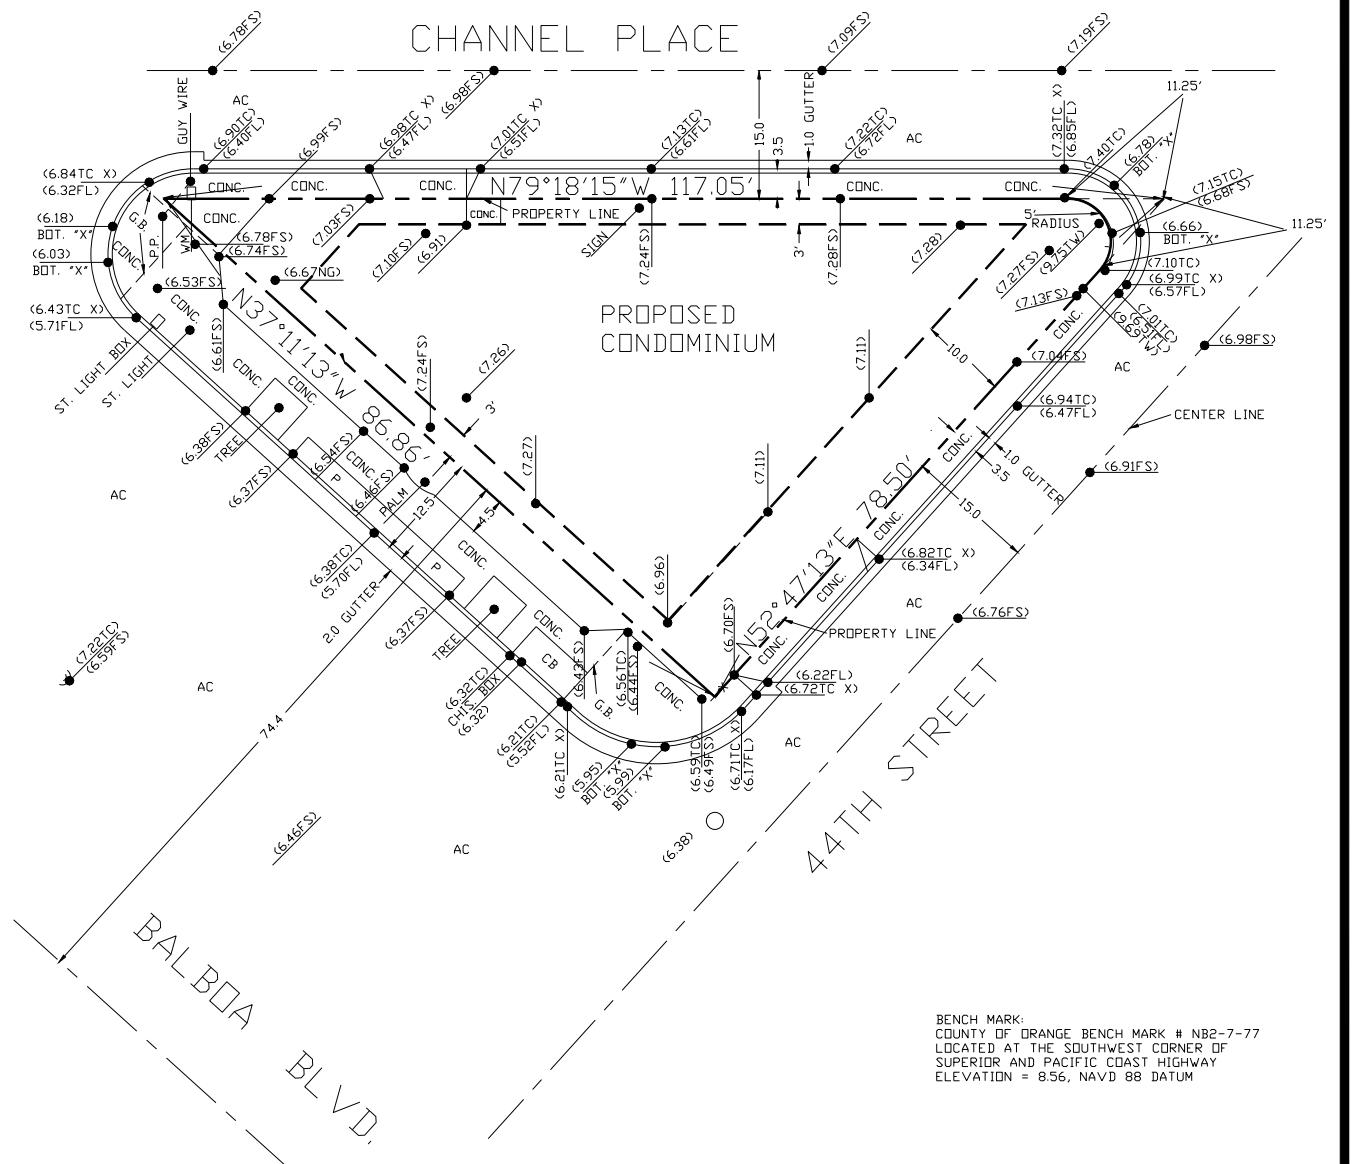 CHANNEL PLACE
(6.78FS)
(6.98FS)
(7.09FS)
(7.19FS)
AC
GUY WIRE
(6.90TC)
(6.40FL)
(6.99FS)
(6.98TC X)
(6.47FL)
(7.01TC X)
(6.51FL)
(7.13TC)
(6.61FL)
15.0
3.5
1.0 GUTTER
(7.22TC)
(6.72FL)
AC
(7.32TC X)
(6.85FL)
(7.40TC)
(6.78)
BOT. "X"
11.25'
(6.84TC X)
(6.32FL)
CONC.
CONC.
CONC.
N79°18'15"W 117.05'
CONC.
CONC.
(7.15TC)
(6.68FS)
11.25'
(6.18)
BOT. "X"
G.B.
P.P.
CONC.
WM
CONC.
PROPERTY LINE
5'
RADIUS
(6.66)
BOT. "X"
(6.03)
BOT. "X"
CONC.
(6.78FS)
(6.74FS)
(7.03FS)
(7.10FS)
(6.91)
SIGN
(7.24FS)
3'
(7.28FS)
(7.28)
(7.27FS)
(9.75TW)
(7.10TC)
(6.99TC X)
(6.57FL)
(6.67NG)
(6.53FS)
(7.13FS)
(7.01TC)
(6.51FL)
(9.69TW)
(6.43TC X)
(5.71FL)
CONC.
N37°11'13"W 86.86'
PROPOSED
CONDOMINIUM
CONC.
ST. LIGHT BOX
ST. LIGHT
(6.61FS)
(7.24FS)
(7.26)
(7.11)
10.0
(7.04FS)
AC
(6.98FS)
CONC.
CONC.
3'
(6.94TC)
(6.47FL)
CENTER LINE
(6.38FS)
TREE
(6.37FS)
(6.54FS)
CONC.
P
(6.46FS)
PALM
12.5
4.5
(7.27)
(7.11)
CONC.
1.0 GUTTER
3.5
(6.91FS)
AC
15.0
N52°47'13"E 78.50'
CONC.
(6.38TC)
(5.70FL)
2.0 GUTTER
P
CONC.
(6.82TC X)
(6.34FL)
CONC.
AC
(6.76FS)
(6.37FS)
TREE
CONC.
(6.96)
(6.70FS)
PROPERTY LINE
CONC.
(7.22TC)
(6.59FS)
AC
74.4
(6.32TC)
CHIS. BOX
(6.32)
CB
G.B.
(6.43FS)
(6.56TC)
(6.44FS)
CONC.
(6.22FL)
(6.72TC X)
(6.21TC X)
(5.52FL)
(6.21TC X)
(5.95)
BOT. "X"
(5.99)
BOT. "X"
(6.59TC)
(6.49FS)
(6.71TC X)
(6.17FL)
AC
44TH STREET
(6.46FS)
AC
(6.38)
BALBOA BLVD.
BENCH MARK:
COUNTY OF ORANGE BENCH MARK # NB2-7-77
LOCATED AT THE SOUTHWEST CORNER OF
SUPERIOR AND PACIFIC COAST HIGHWAY
ELEVATION = 8.56, NAVD 88 DATUM